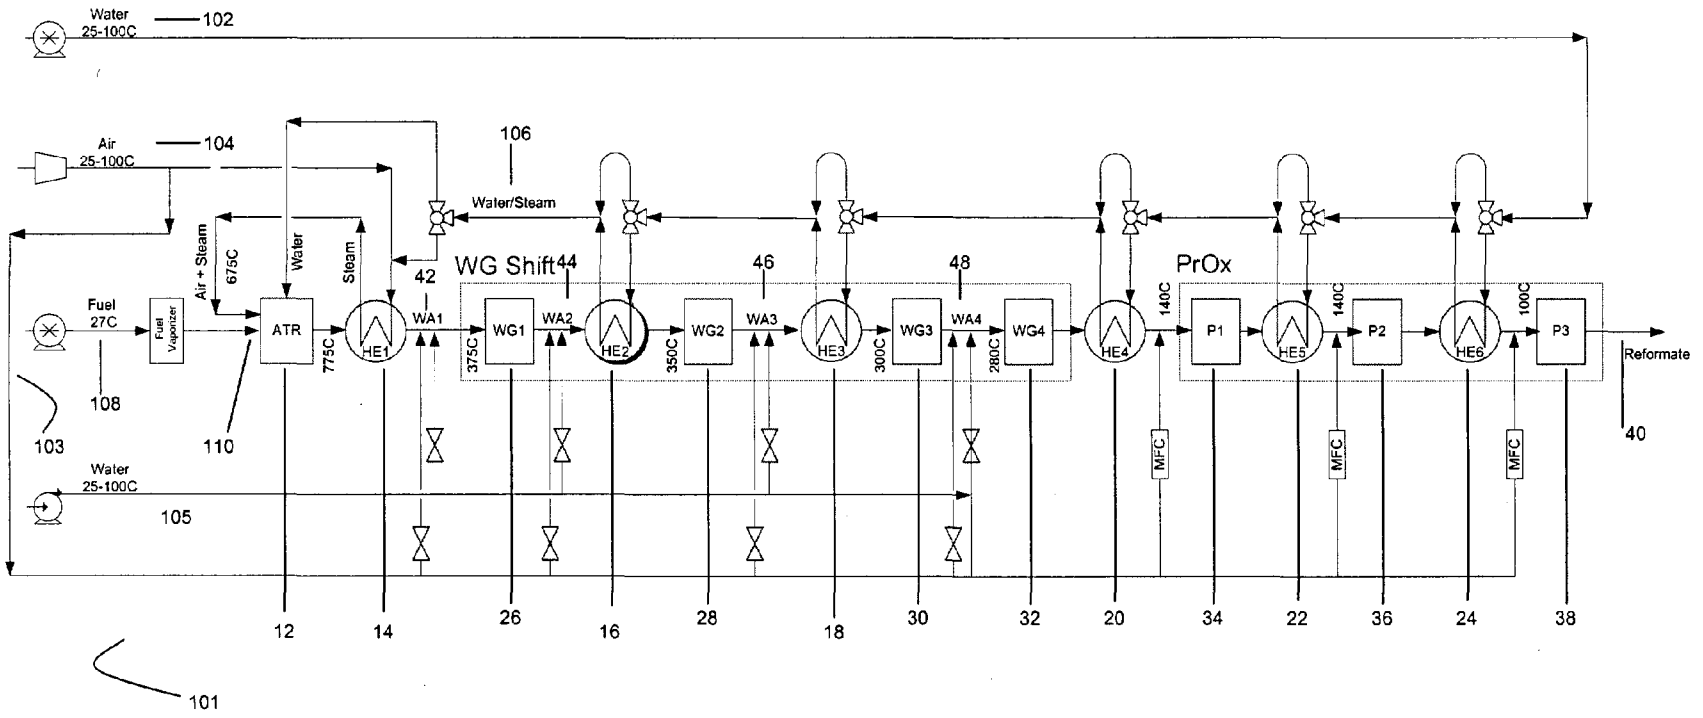 Water
25-100C
102
Air
25-100C
104
106
Water/Steam
Air + Steam
675C
Water
Steam
42
WG Shift
44
46
48
PrOx
Fuel
27C
Fuel
Vaporizer
ATR
775C
HE1
WA1
375C
WG1
WA2
HE2
350C
WG2
WA3
HE3
300C
WG3
WA4
280C
WG4
HE4
140C
P1
HE5
140C
P2
HE6
100C
P3
Reformate
108
110
103
40
Water
25-100C
105
MFC
MFC
MFC
12
14
26
16
28
18
30
32
20
34
22
36
24
38
101